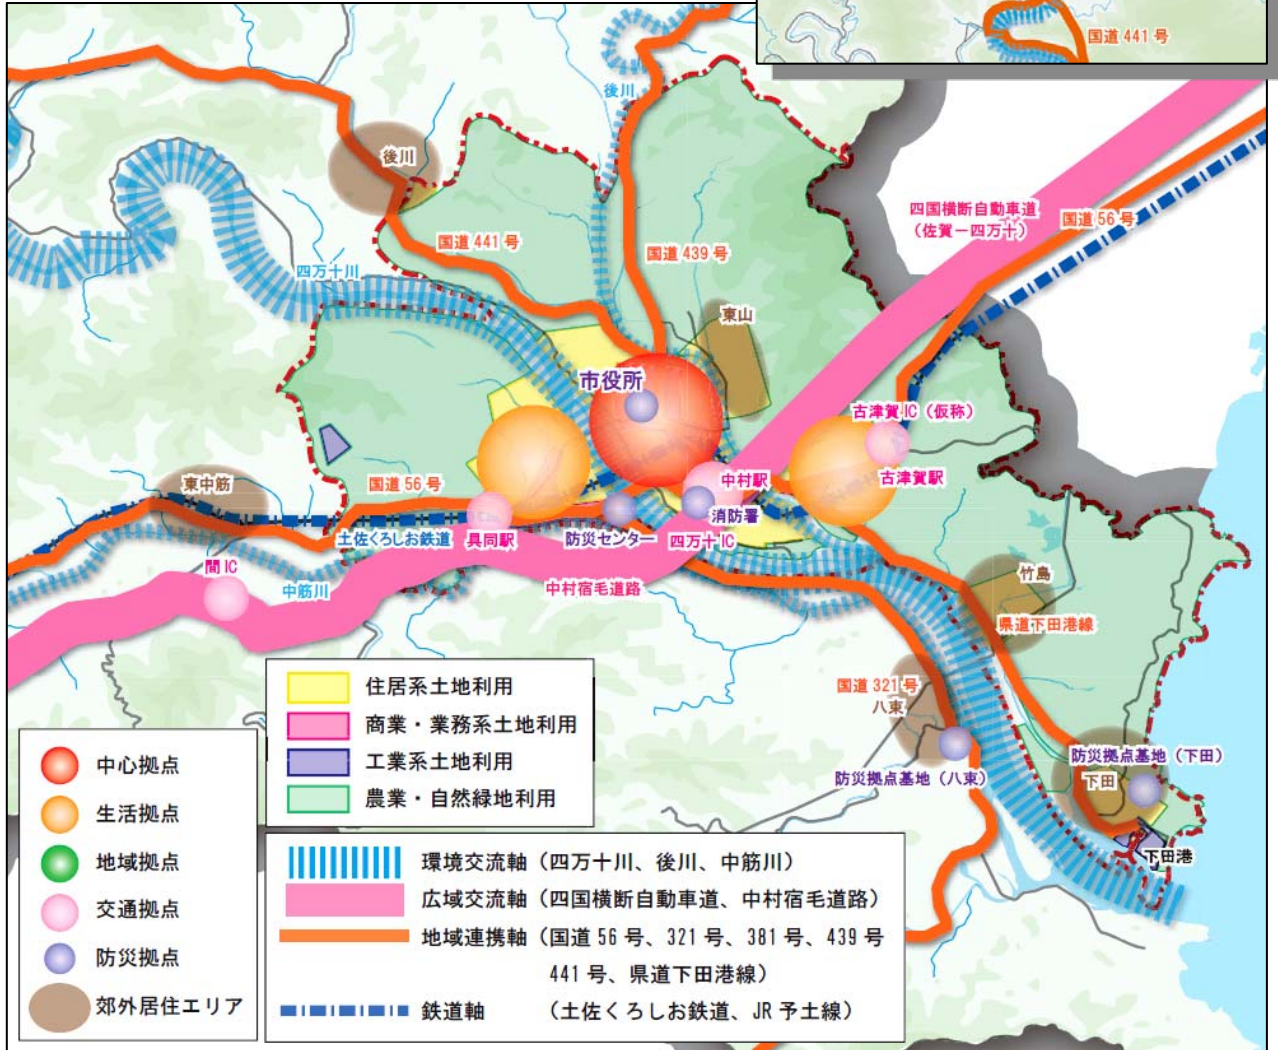 国道 441 号
後川
後川
四国横断自動車道
（佐賀－四万十）
国道 56 号
国道 441 号
国道 439 号
四万十川
東山
市役所
古津賀 IC（仮称）
古津賀駅
中村駅
東中筋
国道 56 号
消防署
土佐くろしお鉄道
具同駅
防災センター
四万十 IC
間 IC
中筋川
中村宿毛道路
竹島
県道下田港線
国道 321 号
八束
防災拠点基地（下田）
下田
防災拠点基地（八束）
下田港
住居系土地利用
商業・業務系土地利用
工業系土地利用
農業・自然緑地利用
中心拠点
生活拠点
地域拠点
交通拠点
防災拠点
郊外居住エリア
環境交流軸（四万十川、後川、中筋川）
広域交流軸（四国横断自動車道、中村宿毛道路）
地域連携軸（国道 56 号、321 号、381 号、439 号
441 号、県道下田港線）
鉄道軸　　（土佐くろしお鉄道、JR 予土線）